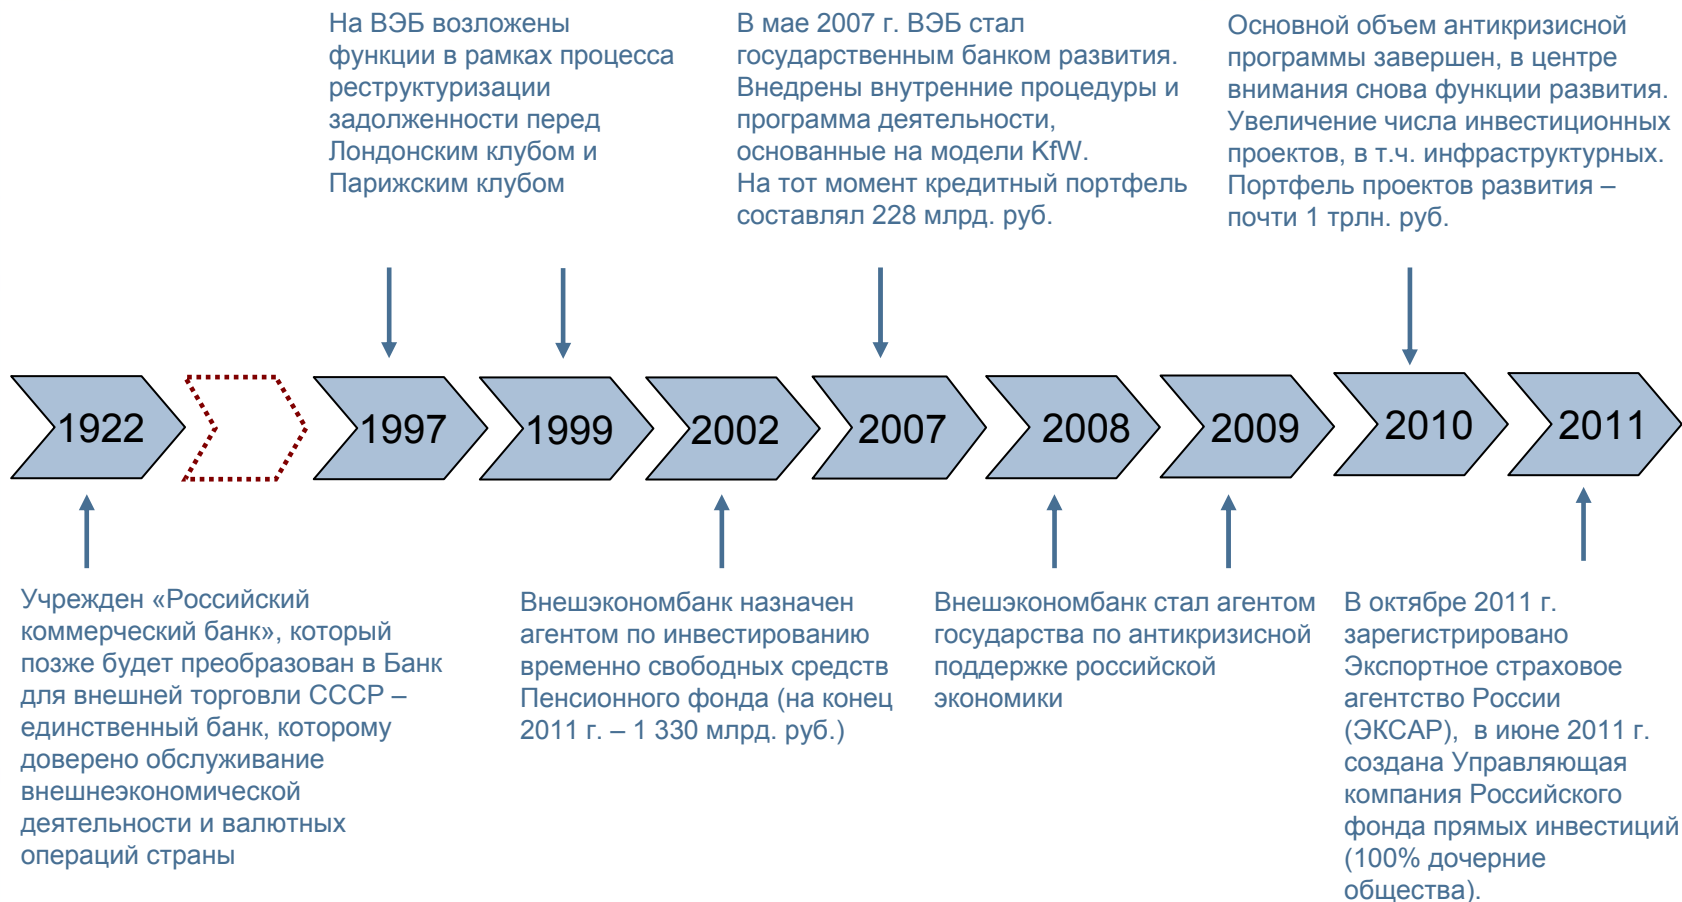 На ВЭБ возложены
функции в рамках процесса
реструктуризации
задолженности перед
Лондонским клубом и
Парижским клубом
В мае 2007 г. ВЭБ стал
государственным банком развития.
Внедрены внутренние процедуры и
программа деятельности,
основанные на модели KfW.
На тот момент кредитный портфель
составлял 228 млрд. руб.
Основной объем антикризисной
программы завершен, в центре
внимания снова функции развития.
Увеличение числа инвестиционных
проектов, в т.ч. инфраструктурных.
Портфель проектов развития –
почти 1 трлн. руб.
1922
1997
1999
2002
2007
2008
2009
2010
2011
Учрежден «Российский
коммерческий банк», который
позже будет преобразован в Банк
для внешней торговли СССР –
единственный банк, которому
доверено обслуживание
внешнеэкономической
деятельности и валютных
операций страны
Внешэкономбанк назначен
агентом по инвестированию
временно свободных средств
Пенсионного фонда (на конец
2011 г. – 1 330 млрд. руб.)
Внешэкономбанк стал агентом
государства по антикризисной
поддержке российской
экономики
В октябре 2011 г.
зарегистрировано
Экспортное страховое
агентство России
(ЭКСАР), в июне 2011 г.
создана Управляющая
компания Российского
фонда прямых инвестиций
(100% дочерние
общества).